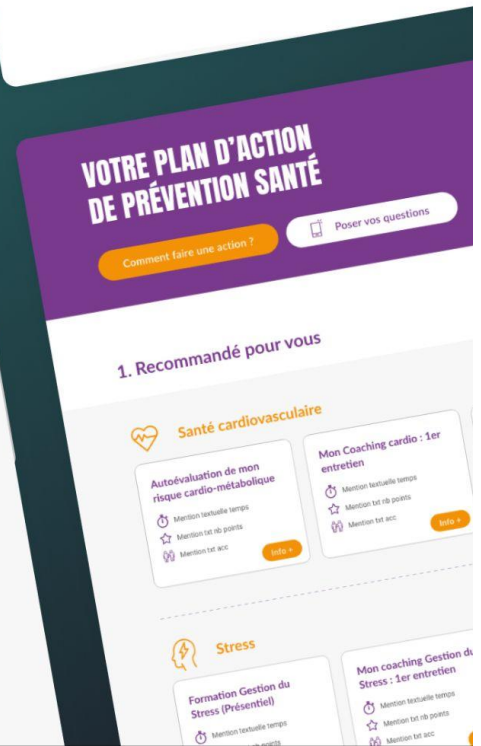 VOTRE PLAN D'ACTION
DE PRÉVENTION SANTÉ
Comment faire une action ?
Poser vos questions
1. Recommandé pour vous
Santé cardiovasculaire
Autoévaluation de mon
risque cardio-métabolique
Mention textuelle temps
Mention txt nb points
Mention txt acc
Info +
Mon Coaching cardio : 1er
entretien
Mention textuelle temps
Mention txt nb points
Mention txt acc
Info +
Stress
Formation Gestion du
Stress (Présentiel)
Mention textuelle temps
nb points
Mon coaching Gestion du
Stress : 1er entretien
Mention textuelle temps
Mention txt nb points
Mention txt acc